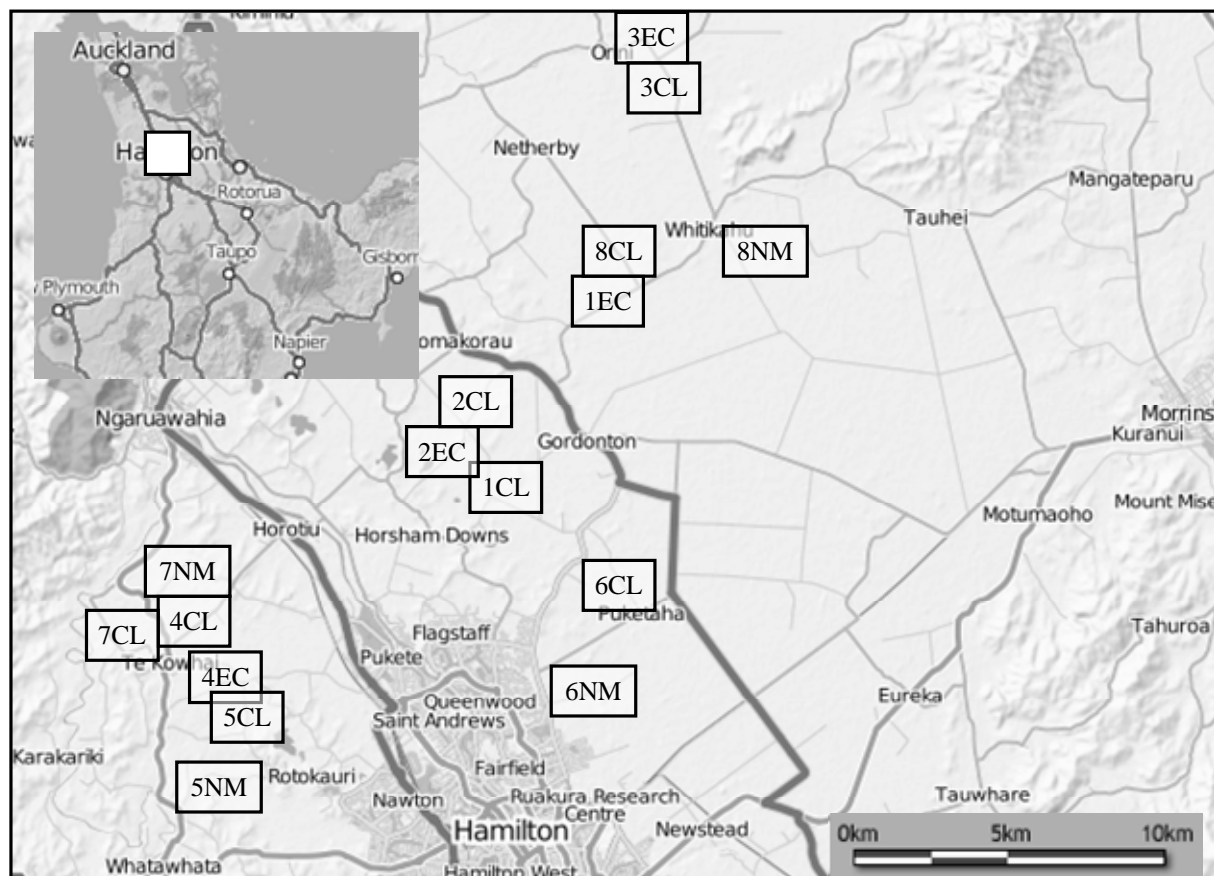 Auckland
Rotorua
Taupo
Gisborn
Plymouth
Napier
3EC
3CL
Netherby
Mangateparu
Tauhei
Whitikahu
8CL
8NM
1EC
omakorau
2CL
Ngaruawahia
Morrins
Kuranui
Gordonton
2EC
1CL
Mount Mise
Motumaoho
Horotiu
Horsham Downs
7NM
6CL
Puketaha
4CL
7CL
Tahuroa
Flagstaff
Te Kowhai
Pukete
4EC
6NM
Eureka
Queenwood
5CL
Saint Andrews
Karakariki
Rotokauri
Fairfield
5NM
Nawton
Ruakura Research
Centre
Tauwhare
Newstead
Hamilton
0km 5km 10km
Whatawhata
Hamilton West